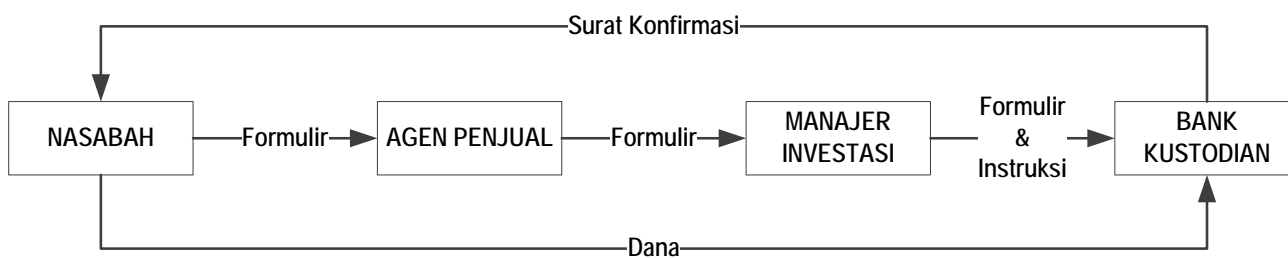 Surat Konfirmasi
NASABAH
Formulir
AGEN PENJUAL
Formulir
MANAJER
INVESTASI
Formulir
&
Instruksi
BANK
KUSTODIAN
Dana